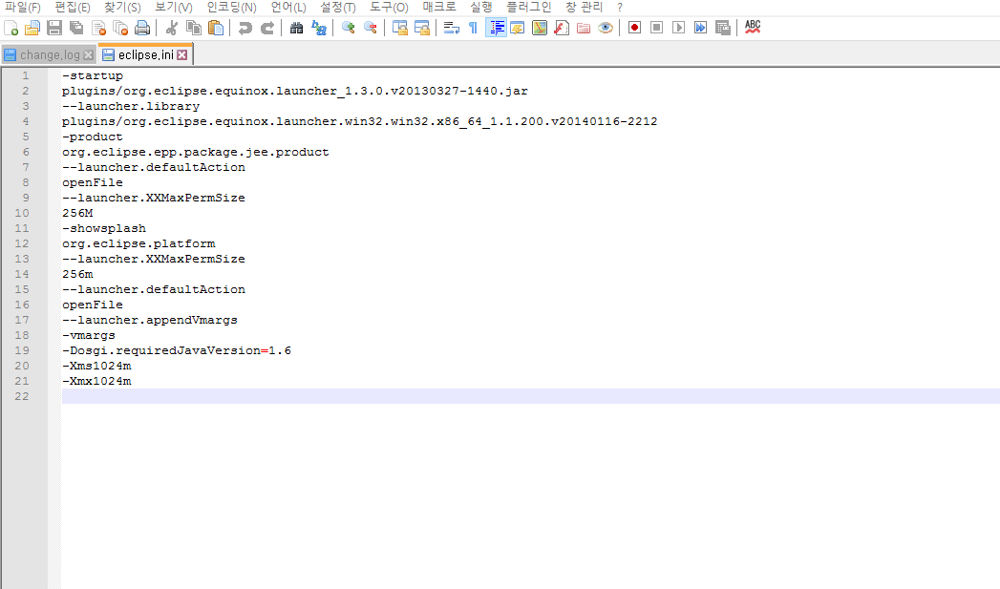 파일(F) 편집(E) 찾기(S) 보기(V) 인코딩(N) 언어(L) 설정(T) 도구(O) 매크로 실행 플러그인 창 관리 ?
ABC
change.log eclipse.ini
1 -startup
2 plugins/org.eclipse.equinox.launcher_1.3.0.v20130327-1440.jar
3 --launcher.library
4 plugins/org.eclipse.equinox.launcher.win32.win32.x86_64_1.1.200.v20140116-2212
5 -product
6 org.eclipse.epp.package.jee.product
7 --launcher.defaultAction
8 openFile
9 --launcher.XXMaxPermSize
10 256M
11 -showsplash
12 org.eclipse.platform
13 --launcher.XXMaxPermSize
14 256m
15 --launcher.defaultAction
16 openFile
17 --launcher.appendVmargs
18 -vmargs
19 -Dosgi.requiredJavaVersion=1.6
20 -Xms1024m
21 -Xmx1024m
22